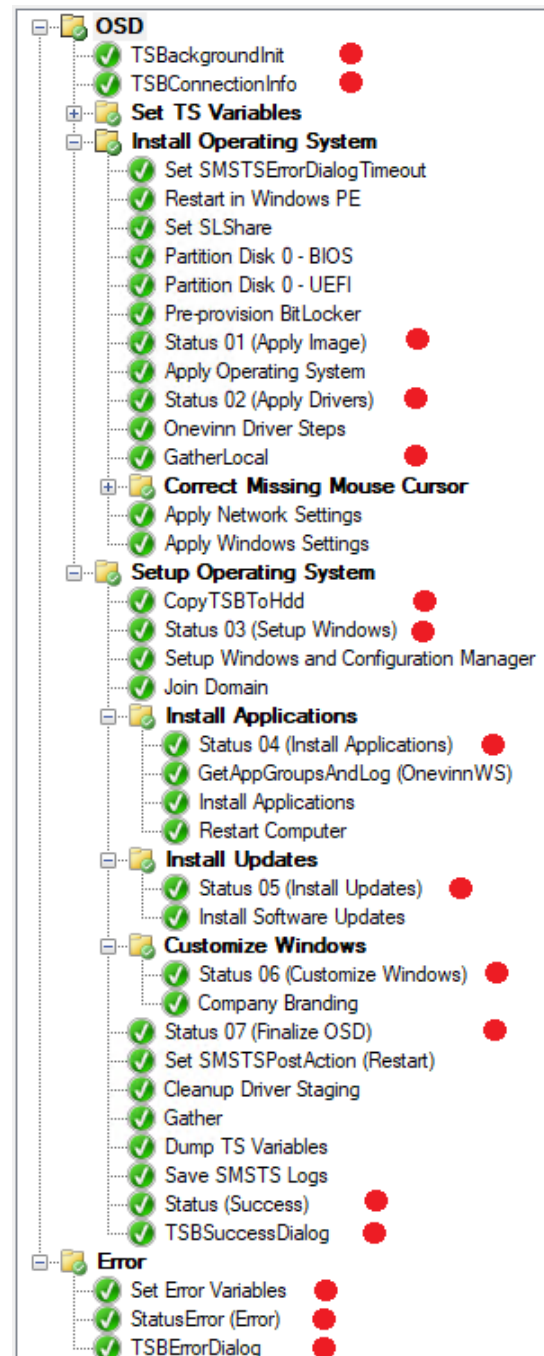 OSD
TSBackgroundInit
TSBConnectionInfo
Set TS Variables
Install Operating System
Set SMSTSErrorDialogTimeout
Restart in Windows PE
Set SLShare
Partition Disk 0 - BIOS
Partition Disk 0 - UEFI
Pre-provision BitLocker
Status 01 (Apply Image)
Apply Operating System
Status 02 (Apply Drivers)
Onevinn Driver Steps
GatherLocal
Correct Missing Mouse Cursor
Apply Network Settings
Apply Windows Settings
Setup Operating System
CopyTSBToHdd
Status 03 (Setup Windows)
Setup Windows and Configuration Manager
Join Domain
Install Applications
Status 04 (Install Applications)
GetAppGroupsAndLog (OnevinnWS)
Install Applications
Restart Computer
Install Updates
Status 05 (Install Updates)
Install Software Updates
Customize Windows
Status 06 (Customize Windows)
Company Branding
Status 07 (Finalize OSD)
Set SMSTSPostAction (Restart)
Cleanup Driver Staging
Gather
Dump TS Variables
Save SMSTS Logs
Status (Success)
TSBSuccessDialog
Error
Set Error Variables
StatusError (Error)
TSBErrorDialog